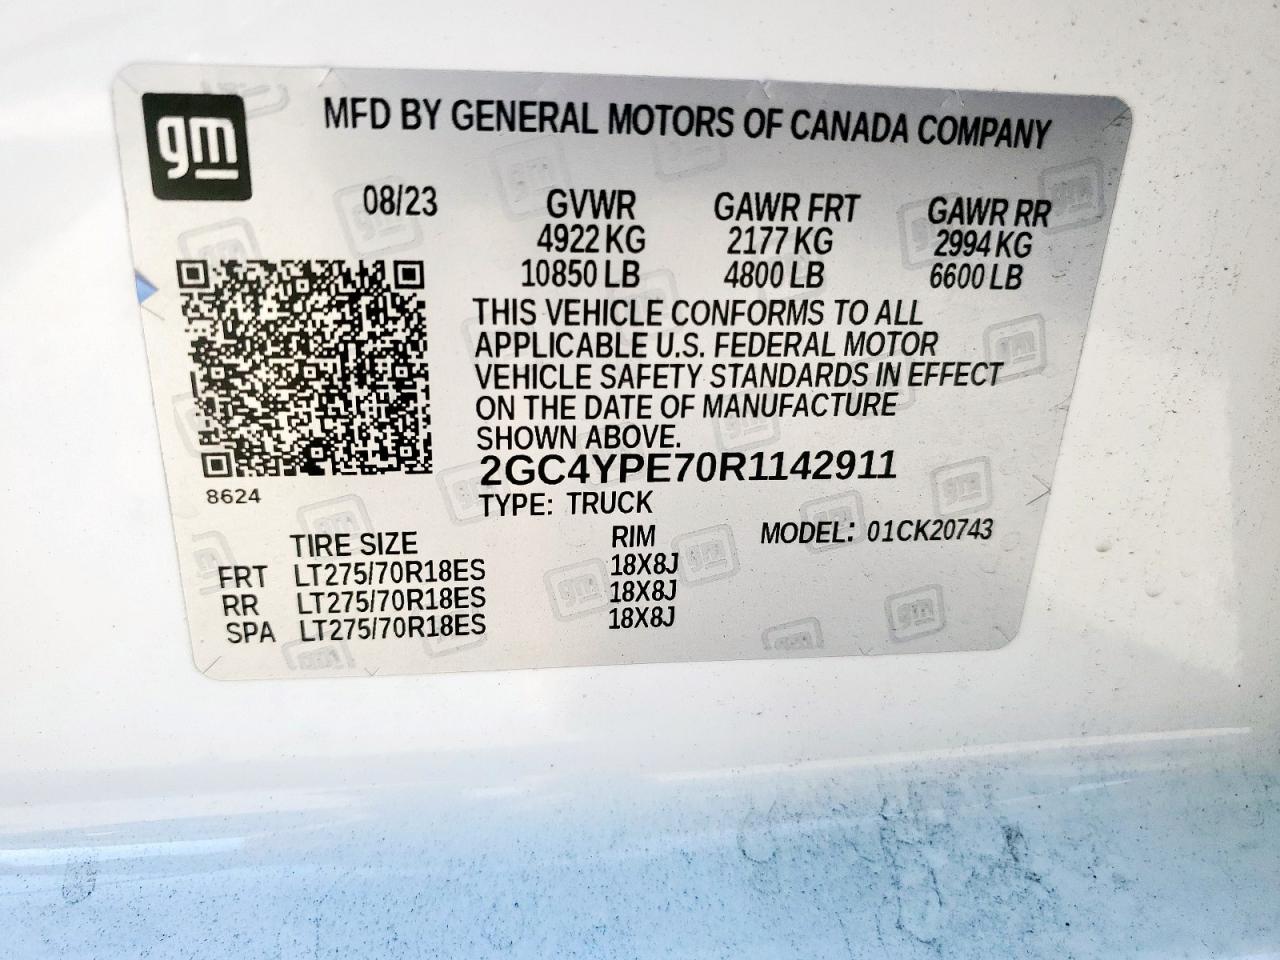 gm
MFD BY GENERAL MOTORS OF CANADA COMPANY
08/23 GVWR GAWR FRT GAWR RR
4922 KG 2177 KG 2994 KG
10850 LB 4800 LB 6600 LB
THIS VEHICLE CONFORMS TO ALL
APPLICABLE U.S. FEDERAL MOTOR
VEHICLE SAFETY STANDARDS IN EFFECT
ON THE DATE OF MANUFACTURE
SHOWN ABOVE.
2GC4YPE70R1142911
8624
TYPE: TRUCK
TIRE SIZE RIM MODEL: 01CK20743
FRT LT275/70R18ES 18X8J
RR LT275/70R18ES 18X8J
SPA LT275/70R18ES 18X8J